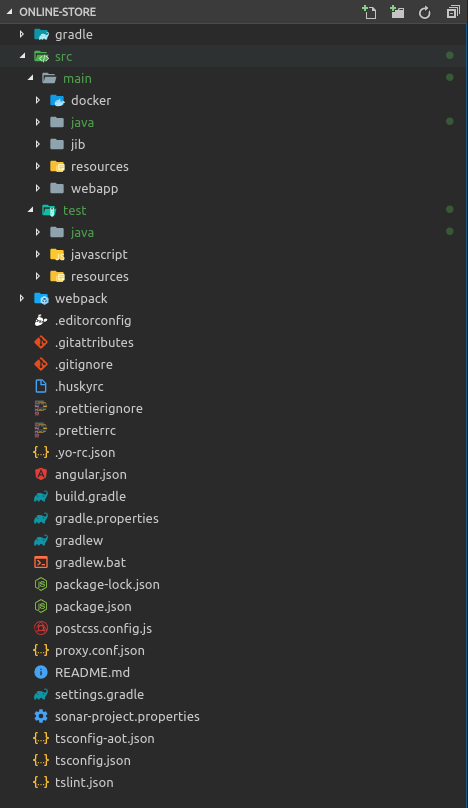 ONLINE-STORE
gradle
src
main
docker
java
jib
resources
webapp
test
java
javascript
resources
webpack
.editorconfig
.gitattributes
.gitignore
.huskyrc
.prettierignore
.prettierrc
.yo-rc.json
angular.json
build.gradle
gradle.properties
gradlew
gradlew.bat
package-lock.json
package.json
postcss.config.js
proxy.conf.json
README.md
settings.gradle
sonar-project.properties
tsconfig-aot.json
tsconfig.json
tslint.json